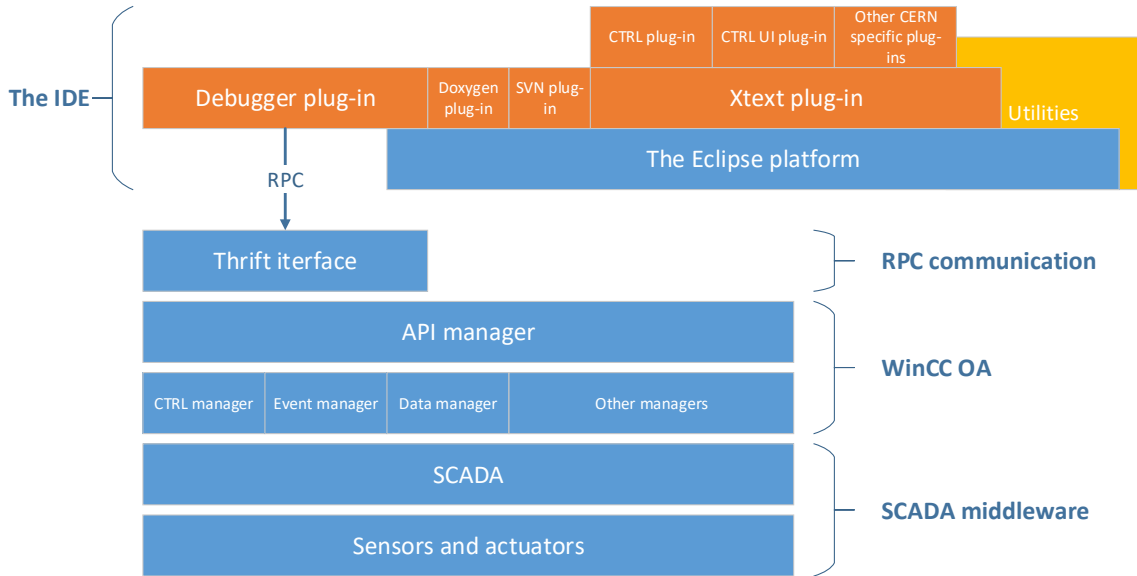 CTRL plug-in
CTRL UI plug-in
Other CERN
specific plug-
ins
The IDE
Debugger plug-in
Doxygen
plug-in
SVN plug-
in
Xtext plug-in
Utilities
The Eclipse platform
RPC
Thrift iterface
RPC communication
API manager
WinCC OA
CTRL manager
Event manager
Data manager
Other managers
SCADA
SCADA middleware
Sensors and actuators